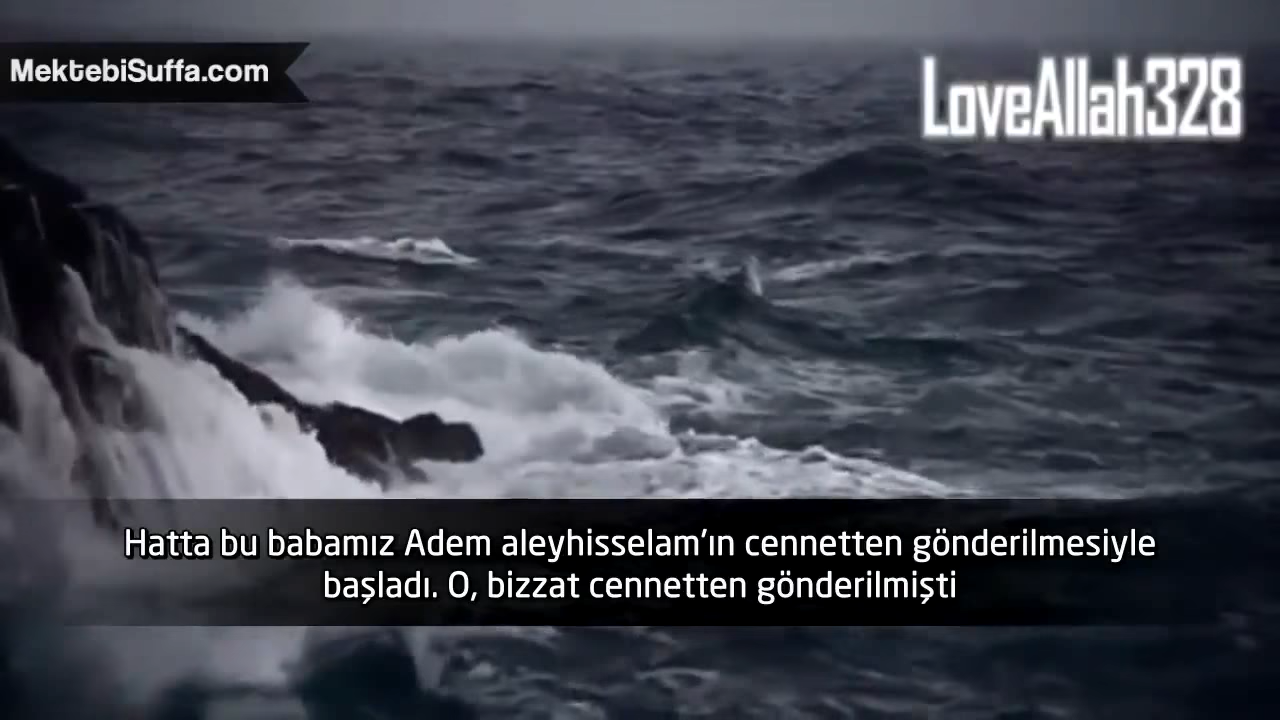 MektebiSuffa.com
LoveAllah328
Hatta bu babamız Adem aleyhisselam'ın cennetten gönderilmesiyle
başladı. O, bizzat cennetten gönderilmişti